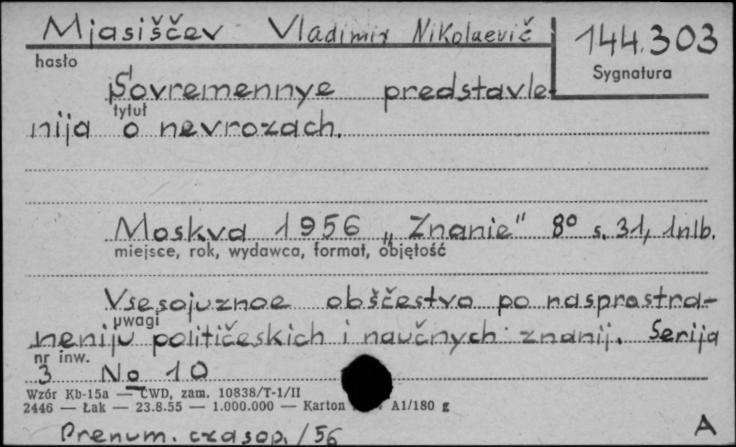 Mjasiščev Vladimir Nikolaevič 144.303
hasło
Sygnatura
Sovremennye predstavle-
tytuł
nija o nevrozach.
Moskva 1956 „Znanie" 8° s. 31, 1nlb.
miejsce, rok, wydawca, format, objętość
Vsesojuznoe obščestvo po nasprostra-
uwagi
neniju političeskich i naučnych znanij. Serija
nr inw.
3 No 10
Wzór Kb-15a — CWD, zam. 10838/T-1/II
2446 — Łak — 23.8.55 — 1.000.000 — Karton A1/180 g
Prenum. czasop. /56
A